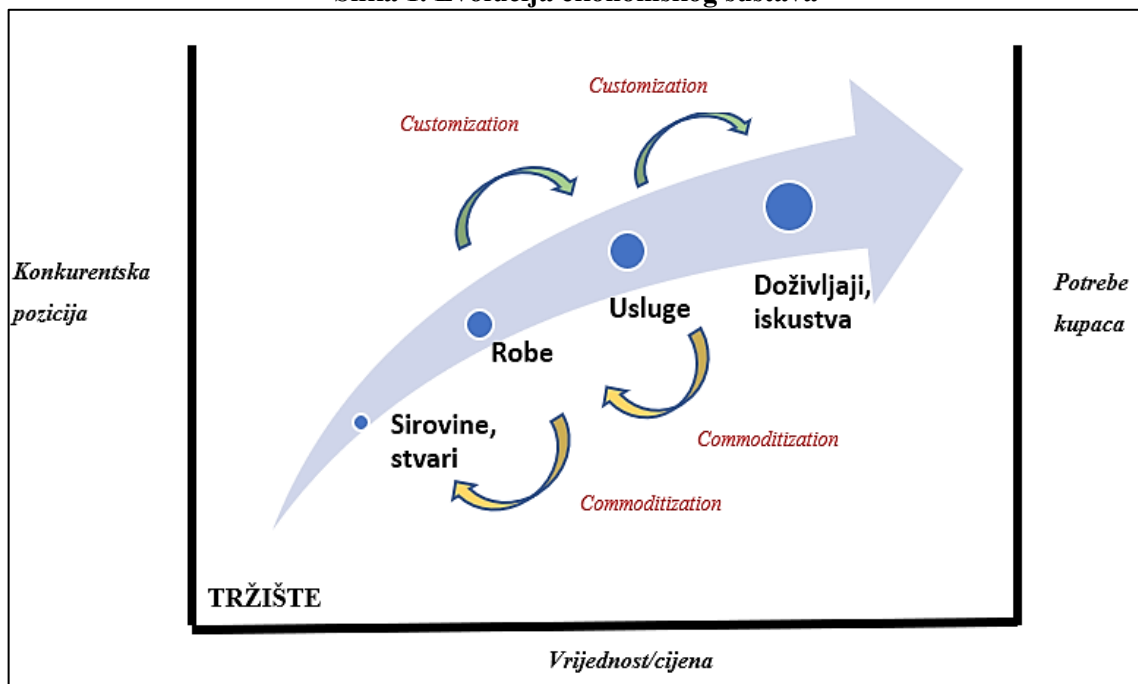 Customization
Customization
Konkurentska
pozicija
Potrebe
kupaca
Doživljaji,
iskustva
Usluge
Robe
Sirovine,
stvari
Commoditization
Commoditization
TRŽIŠTE
Vrijednost/cijena